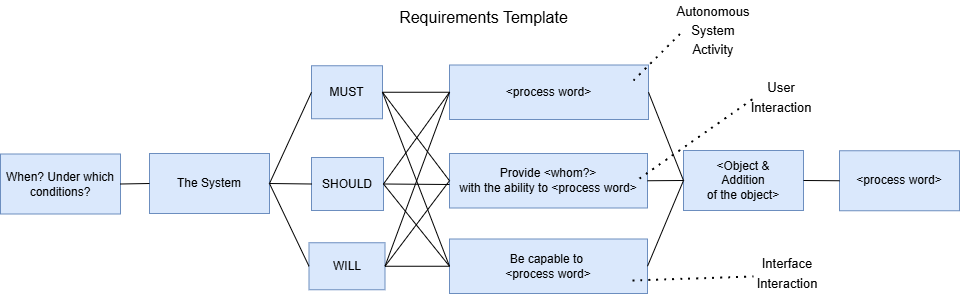 Requirements Template
Autonomous
System
Activity
User
Interaction
When? Under which
conditions?
The System
MUST
SHOULD
WILL
<process word>
Provide <whom?>
with the ability to <process word>
Be capable to
<process word>
<Object &
Addition
of the object>
<process word>
Interface
Interaction